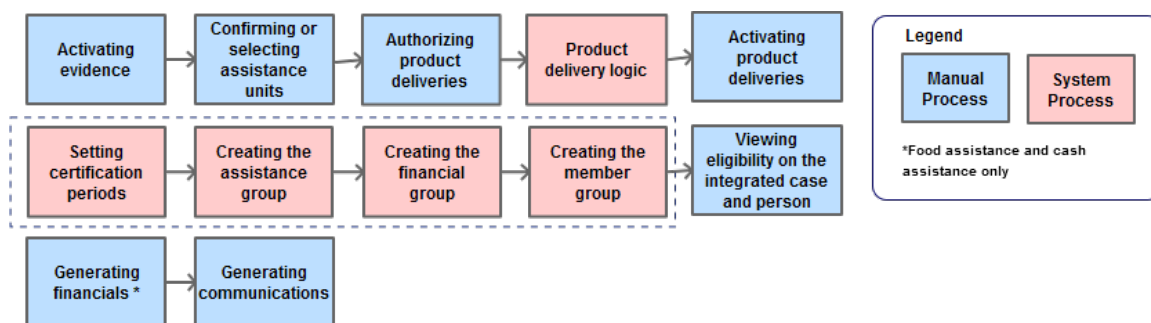 Activating
evidence
Confirming or
selecting
assistance
units
Authorizing
product
deliveries
Product
delivery logic
Activating
product
deliveries
Setting
certification
periods
Creating the
assistance
group
Creating the
financial
group
Creating the
member
group
Viewing
eligibility on the
integrated case
and person
Generating
financials *
Generating
communications
Legend
Manual
Process
System
Process
*Food assistance and cash
assistance only